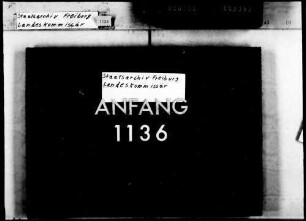 Staatsarchiv Freiburg
Landeskommissär
Staatsarchiv Freiburg
Landeskommissär
ANFANG
1136